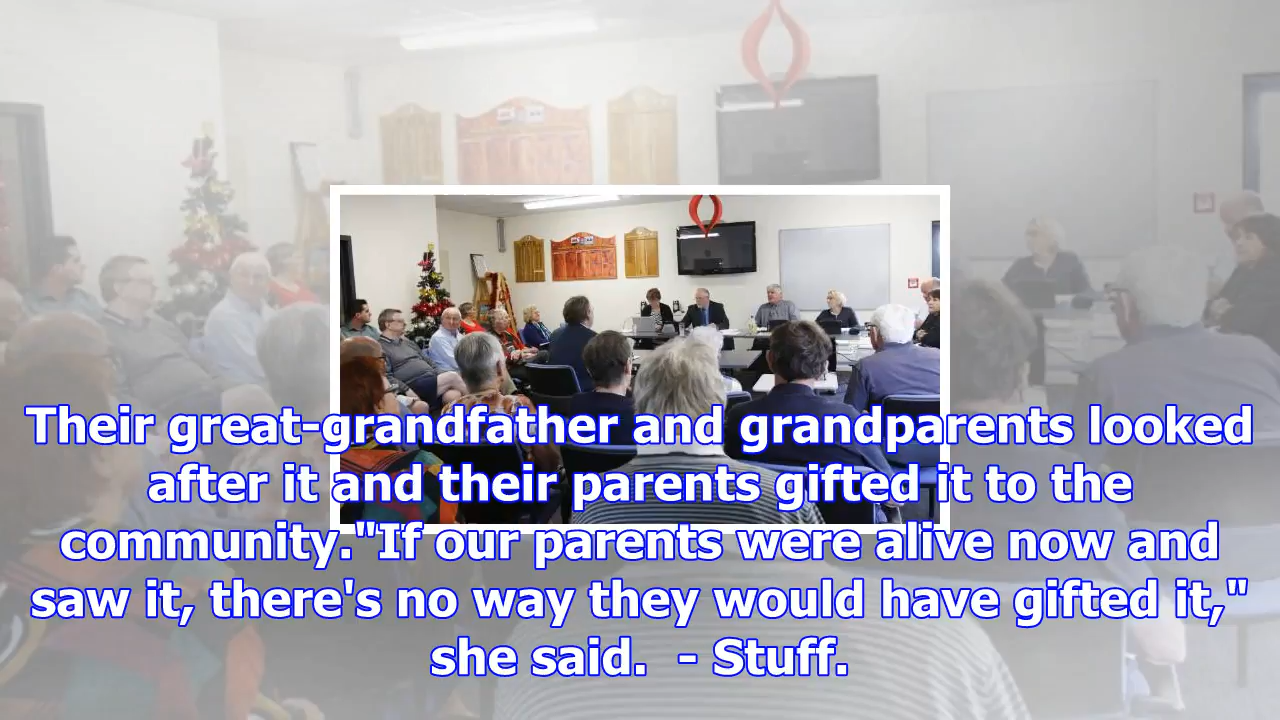 Their great-grandfather and grandparents looked
after it and their parents gifted it to the
community."If our parents were alive now and
saw it, there's no way they would have gifted it,"
she said.  - Stuff.